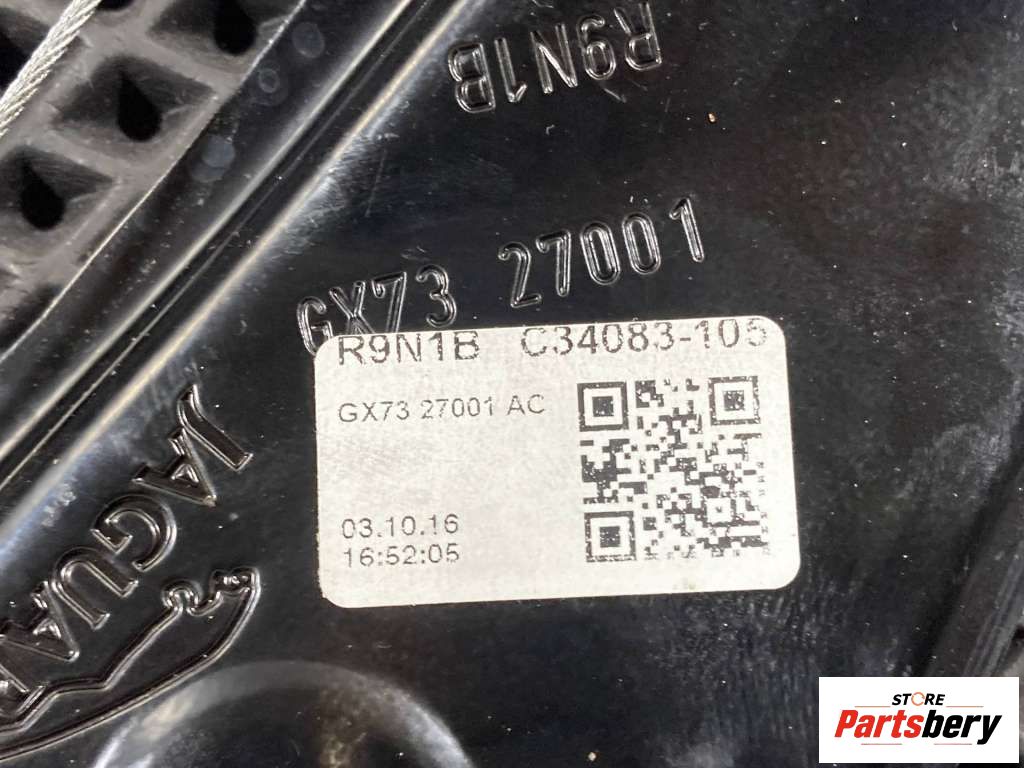 R9N1B
GX73 27001
R9N1B C34083-105
GX73 27001 AC
03.10.16
16:52:05
JAGUAR
STORE
Partsbery